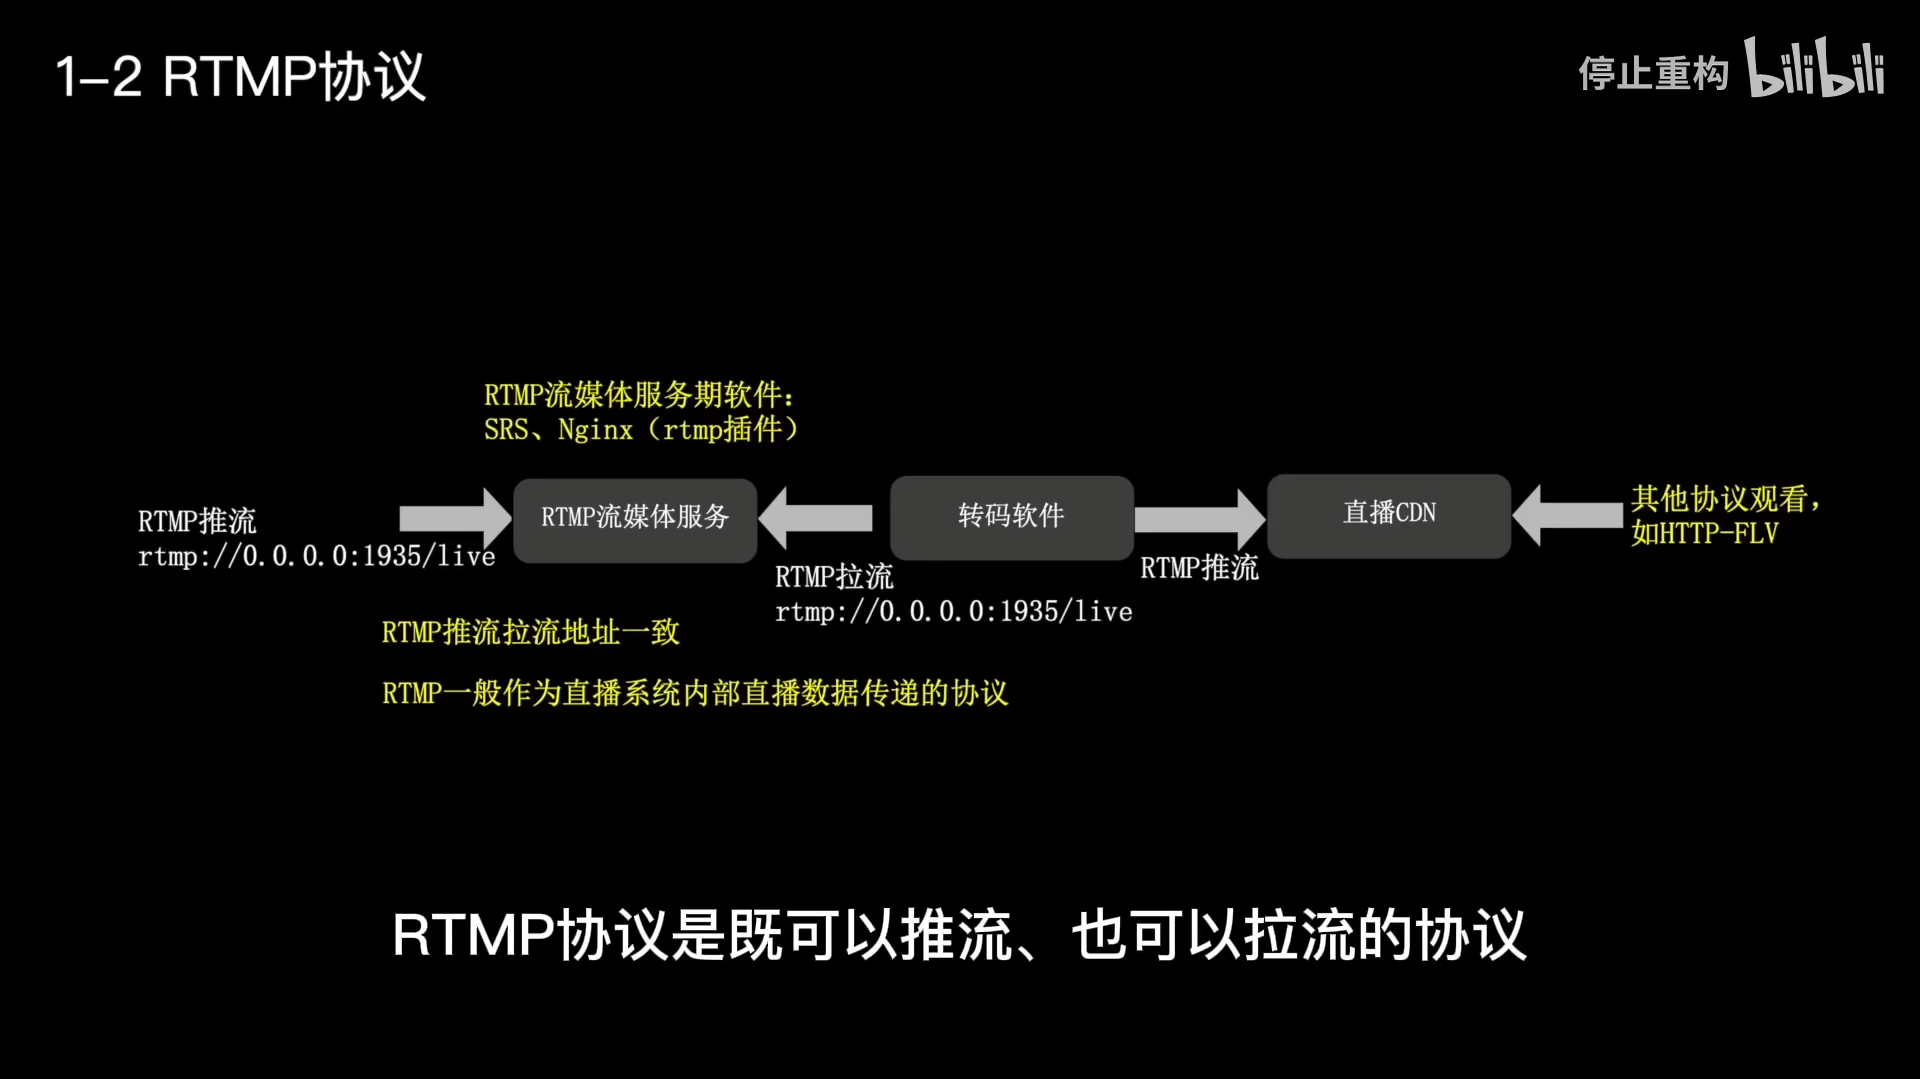 1-2 RTMP协议
停止重构 bilibili
RTMP流媒体服务期软件：
SRS、Nginx（rtmp插件）
RTMP推流
rtmp://0.0.0.0:1935/live
RTMP流媒体服务
RTMP拉流
rtmp://0.0.0.0:1935/live
转码软件
RTMP推流
直播CDN
其他协议观看，
如HTTP-FLV
RTMP推流拉流地址一致
RTMP一般作为直播系统内部直播数据传递的协议
RTMP协议是既可以推流、也可以拉流的协议